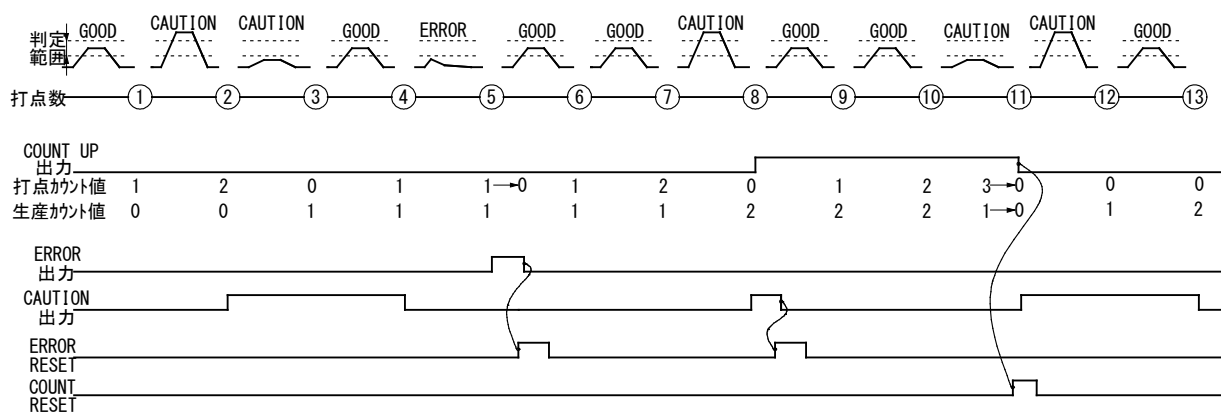 GOOD CAUTION CAUTION GOOD ERROR GOOD GOOD CAUTION GOOD GOOD CAUTION CAUTION GOOD
判定
範囲
打点数 ① ② ③ ④ ⑤ ⑥ ⑦ ⑧ ⑨ ⑩ ⑪ ⑫ ⑬
COUNT UP
出力
打点カウント値 1 2 0 1 1→0 1 2 0 1 2 3→0 0 0
生産カウント値 0 0 1 1 1 1 1 2 2 2 1→0 1 2
ERROR
出力
CAUTION
出力
ERROR
RESET
COUNT
RESET